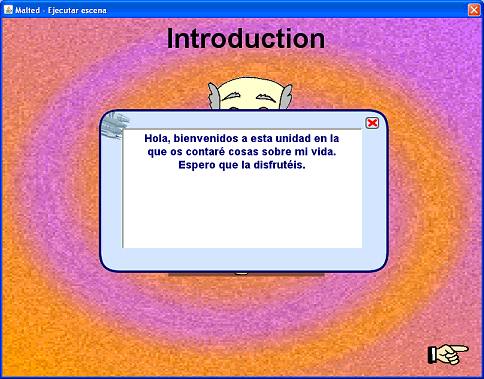 Malted - Ejecutar escena
Introduction
Hola, bienvenidos a esta unidad en la
que os contaré cosas sobre mi vida.
Espero que la disfrutéis.